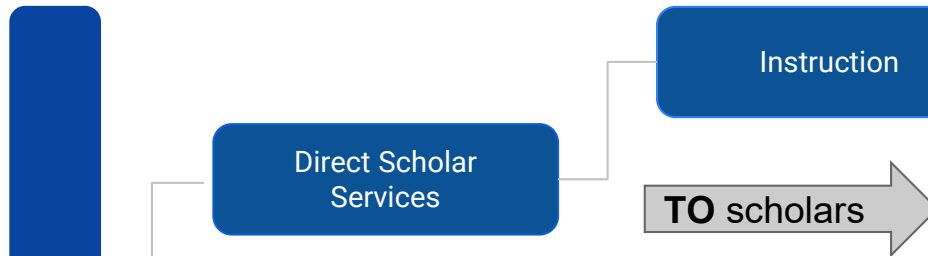 Instruction
Direct Scholar
Services
TO scholars